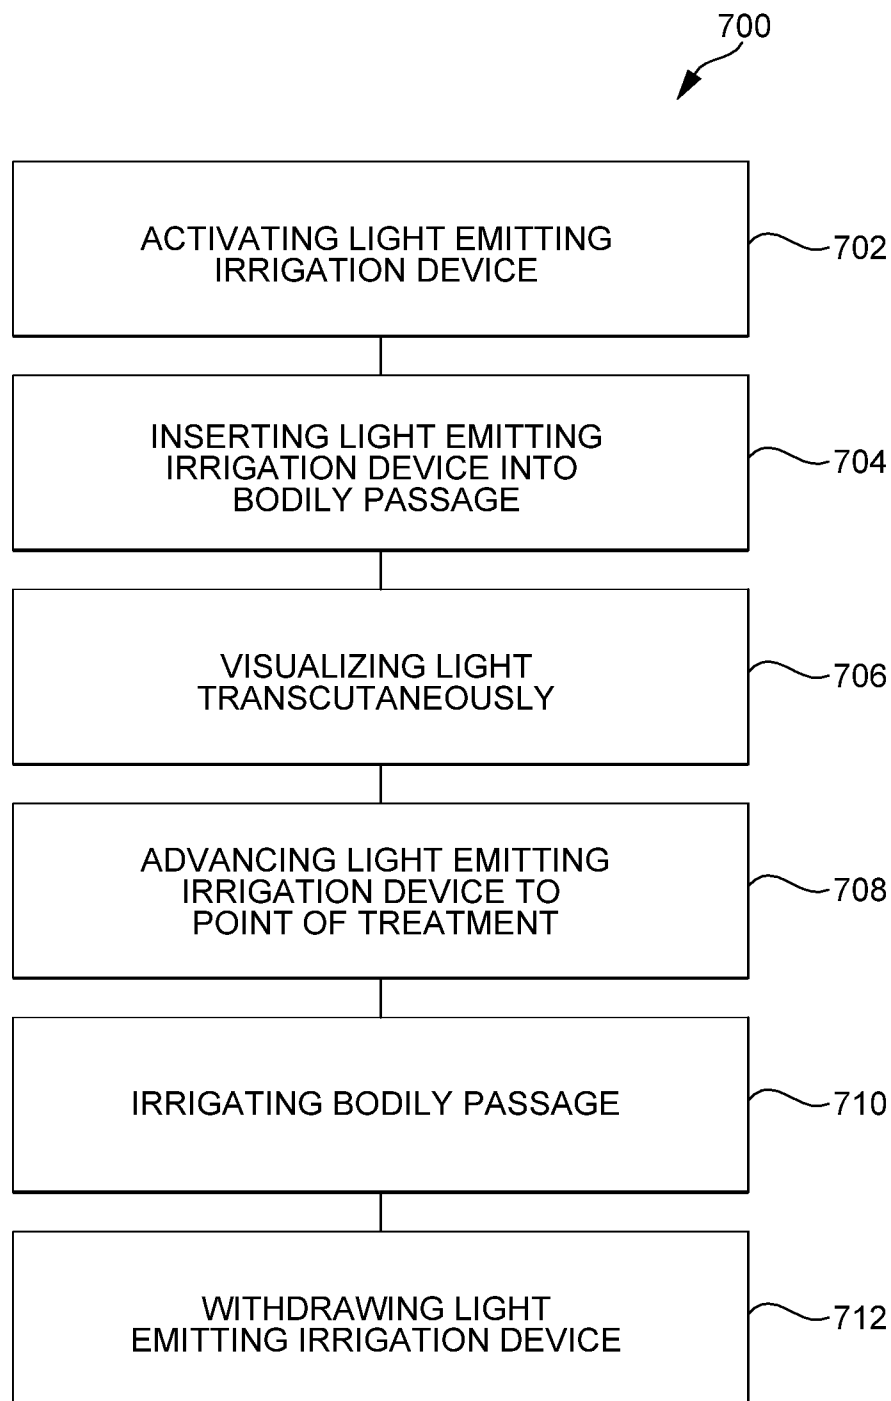 700
ACTIVATING LIGHT EMITTING
IRRIGATION DEVICE
702
INSERTING LIGHT EMITTING
IRRIGATION DEVICE INTO
BODILY PASSAGE
704
VISUALIZING LIGHT
TRANSCUTANEOUSLY
706
ADVANCING LIGHT EMITTING
IRRIGATION DEVICE TO
POINT OF TREATMENT
708
IRRIGATING BODILY PASSAGE
710
WITHDRAWING LIGHT
EMITTING IRRIGATION DEVICE
712